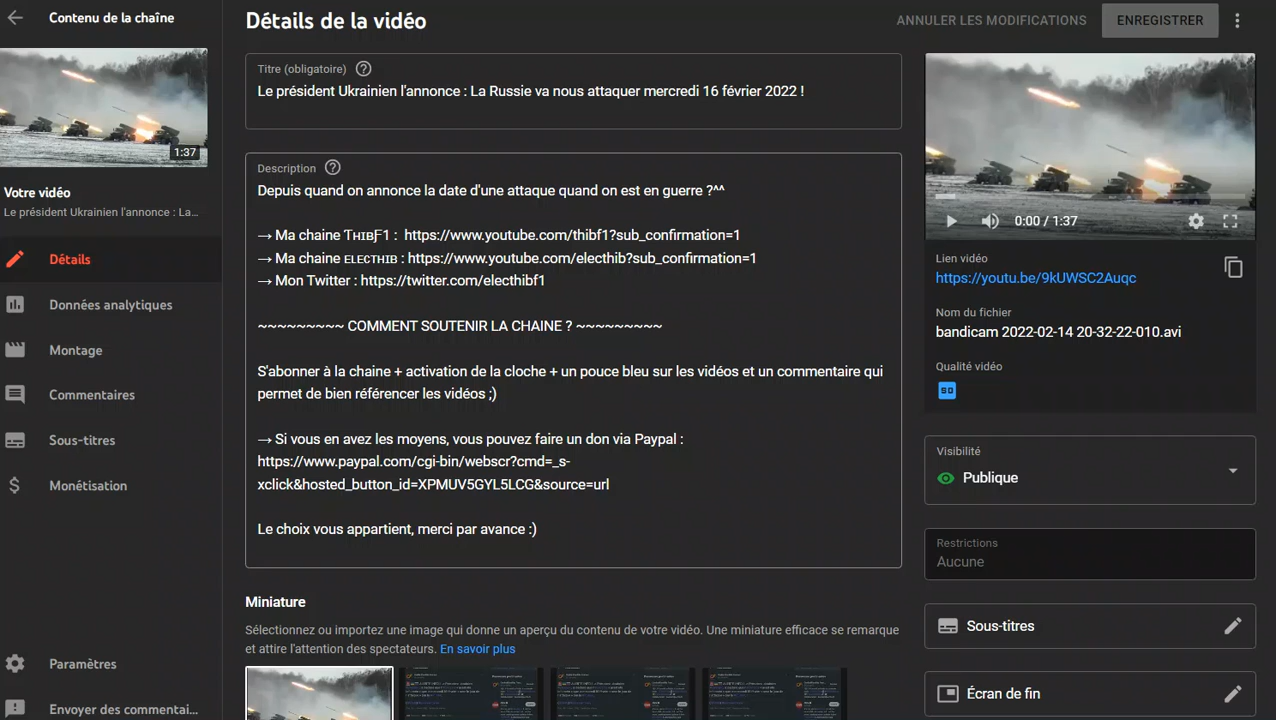 Contenu de la chaîne
Détails de la vidéo
ANNULER LES MODIFICATIONS
ENREGISTRER
1:37
Votre vidéo
Le président Ukrainien l'annonce : La...
Détails
Données analytiques
Montage
Commentaires
Sous-titres
Monétisation
Paramètres
Envoyer des commentai...
Titre (obligatoire)
Le président Ukrainien l'annonce : La Russie va nous attaquer mercredi 16 février 2022 !
Description
Depuis quand on annonce la date d'une attaque quand on est en guerre ?^^
→ Ma chaine TʜɪʙƑ1 : https://www.youtube.com/thibf1?sub_confirmation=1
→ Ma chaine ᴇʟᴇᴄᴛʜɪʙ : https://www.youtube.com/electhib?sub_confirmation=1
→ Mon Twitter : https://twitter.com/electhibf1
~~~~~~~~~ COMMENT SOUTENIR LA CHAINE ? ~~~~~~~~~
S'abonner à la chaine + activation de la cloche + un pouce bleu sur les vidéos et un commentaire qui
permet de bien référencer les vidéos ;)
→ Si vous en avez les moyens, vous pouvez faire un don via Paypal :
https://www.paypal.com/cgi-bin/webscr?cmd=_s-
xclick&hosted_button_id=XPMUV5GYL5LCG&source=url
Le choix vous appartient, merci par avance :)
Miniature
Sélectionnez ou importez une image qui donne un aperçu du contenu de votre vidéo. Une miniature efficace se remarque
et attire l'attention des spectateurs. En savoir plus
0:00 / 1:37
Lien vidéo
https://youtu.be/9kUWSC2Auqc
Nom du fichier
bandicam 2022-02-14 20-32-22-010.avi
Qualité vidéo
SD
Visibilité
Publique
Restrictions
Aucune
Sous-titres
Écran de fin